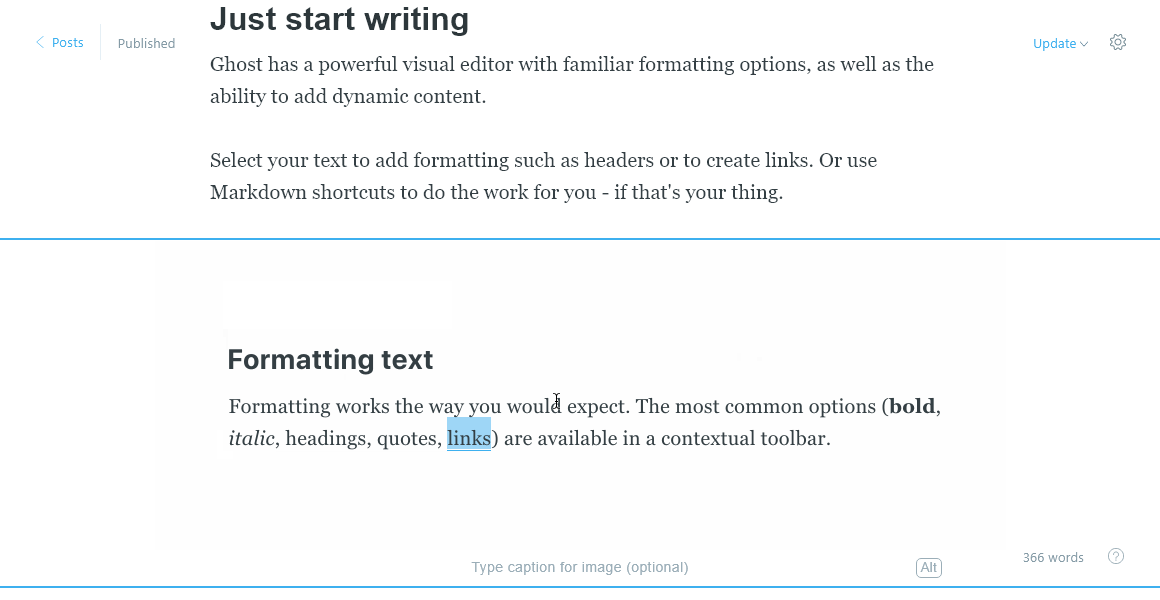 Just start writing
Posts
Published
Update
Ghost has a powerful visual editor with familiar formatting options, as well as the
ability to add dynamic content.
Select your text to add formatting such as headers or to create links. Or use
Markdown shortcuts to do the work for you - if that's your thing.
Formatting text
Formatting works the way you would expect. The most common options (bold,
italic, headings, quotes, links) are available in a contextual toolbar.
366 words
?
Type caption for image (optional)
Alt